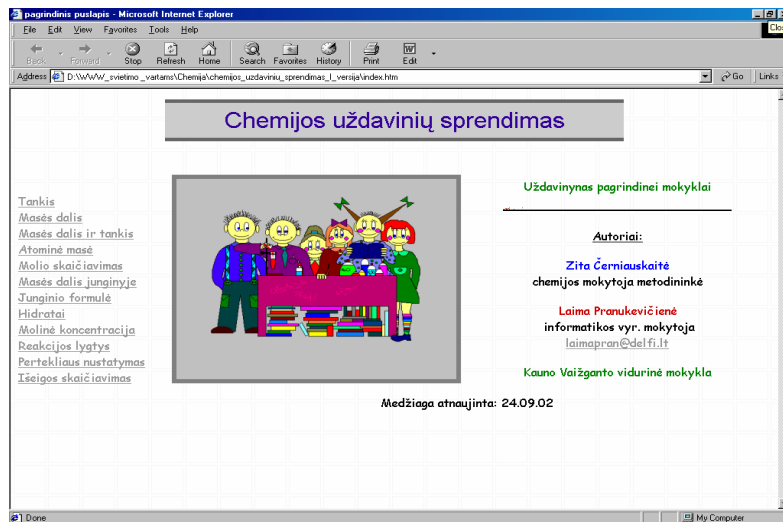 pagrindinis puslapis - Microsoft Internet Explorer
File Edit View Favorites Tools Help
Back Forward Stop Refresh Home Search Favorites History Print Edit
Address D:\WWW_svietimo_vartams\Chemija\chemijos_uzdaviniu_sprendimas_I_versija\index.htm Go Links
Chemijos uždavinių sprendimas
Tankis
Masės dalis
Masės dalis ir tankis
Atominė masė
Molio skaičiavimas
Masės dalis junginyje
Junginio formulė
Hidratai
Molinė koncentracija
Reakcijos lygtys
Pertekliaus nustatymas
Išeigos skaičiavimas
Uždavinynas pagrindinei mokyklai
Autoriai:
Zita Černiauskaitė
chemijos mokytoja metodininkė
Laima Pranukevičienė
informatikos vyr. mokytoja
laimapran@delfi.lt
Kauno Vaižganto vidurinė mokykla
Medžiaga atnaujinta: 24.09.02
Done My Computer